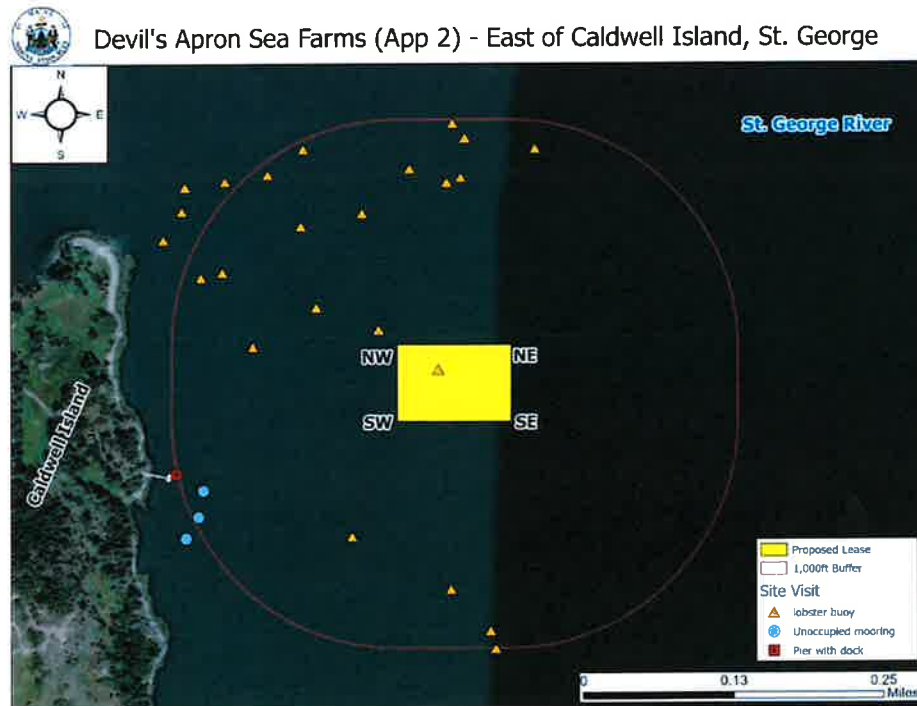 Devil's Apron Sea Farms (App 2) - East of Caldwell Island, St. George
N
W E
S
St. George River
NW NE
SW SE
Caldwell Island
Proposed Lease
1,000ft Buffer
Site Visit
lobster buoy
Unoccupied mooring
Pier with dock
0 0.13 0.25
Miles